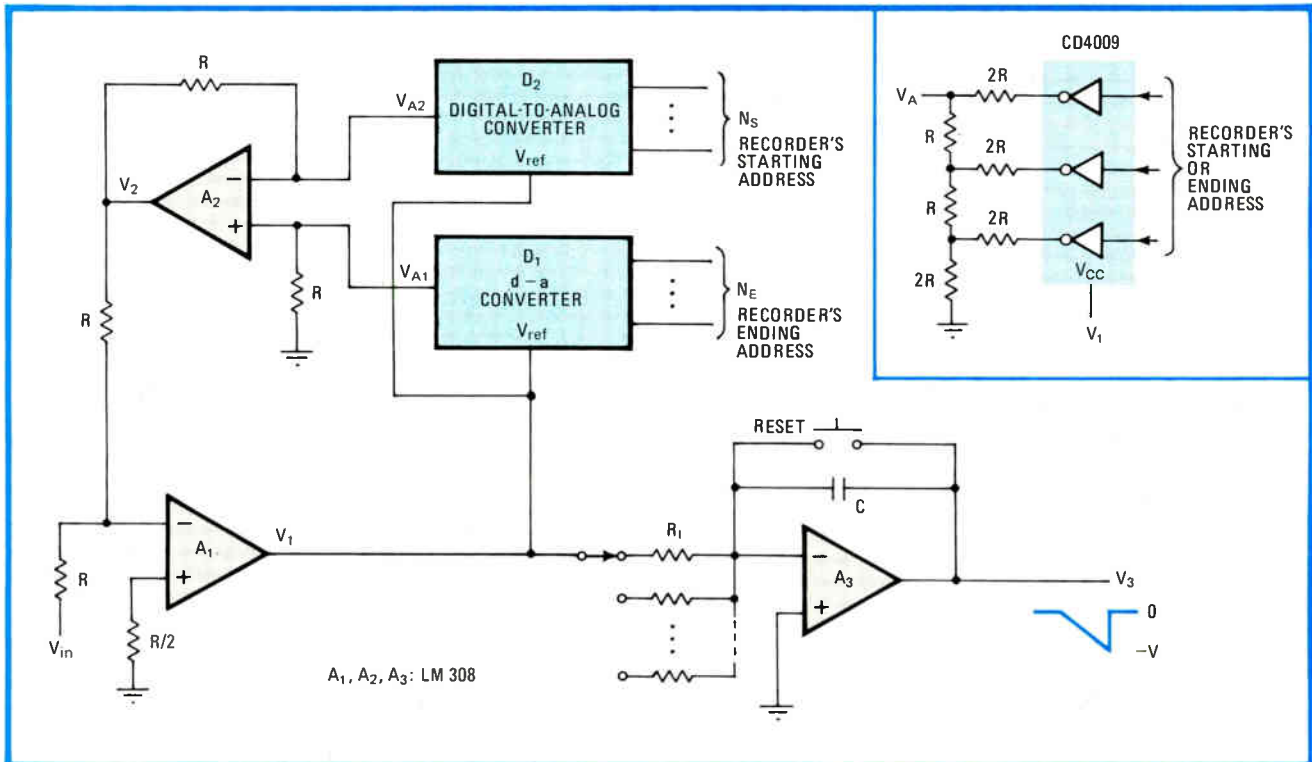 R
V2
A2
−
+
R
R
VA2
D2
DIGITAL-TO-ANALOG
CONVERTER
Vref
NS
RECORDER'S
STARTING
ADDRESS
VA1
D1
d – a
CONVERTER
Vref
NE
RECORDER'S
ENDING
ADDRESS
CD4009
VA
2R
R
2R
R
2R
2R
VCC
V1
RECORDER'S
STARTING
OR
ENDING
ADDRESS
R
Vin
−
A1
+
R/2
V1
A1, A2, A3: LM 308
RESET
C
RI
−
A3
+
V3
0
−V